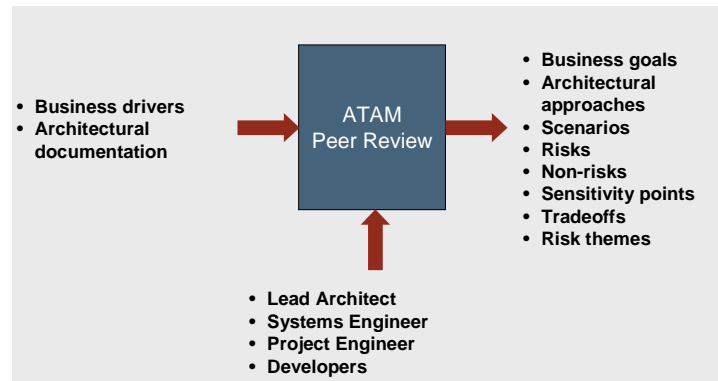 • Business drivers
• Architectural
documentation
ATAM
Peer Review
• Business goals
• Architectural
approaches
• Scenarios
• Risks
• Non-risks
• Sensitivity points
• Tradeoffs
• Risk themes
• Lead Architect
• Systems Engineer
• Project Engineer
• Developers